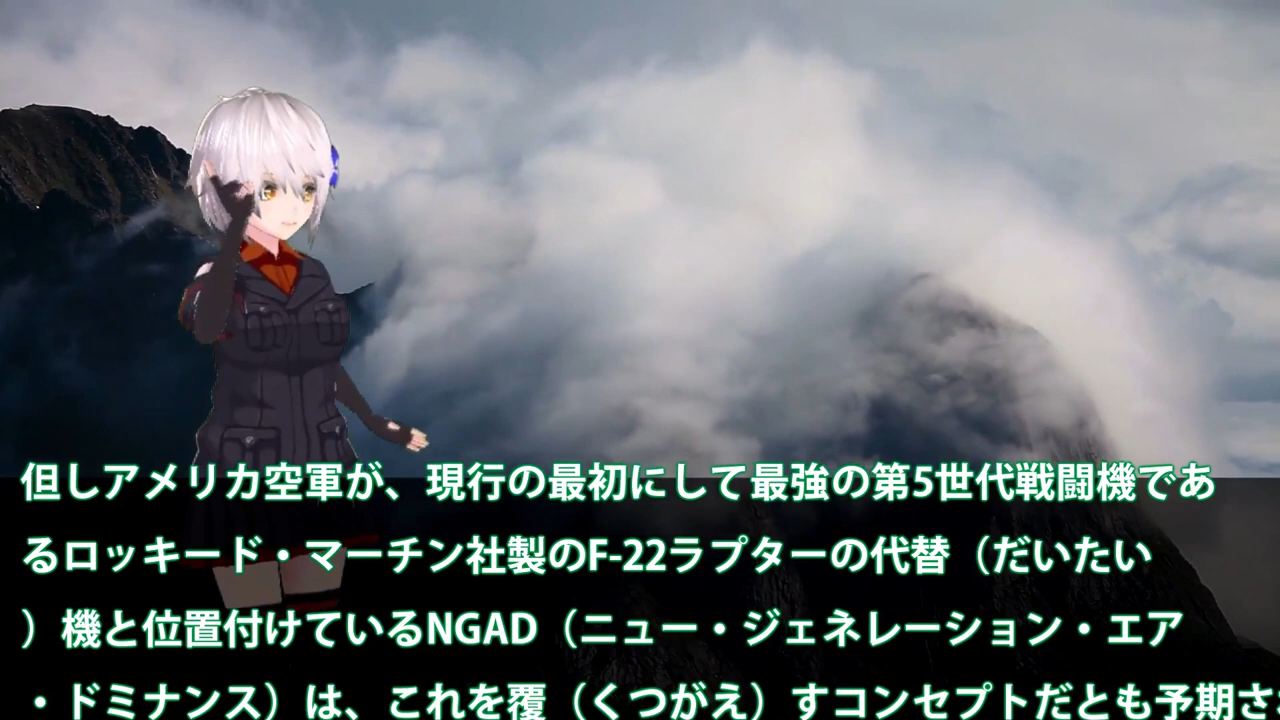 但しアメリカ空軍が、現行の最初にして最強の第5世代戦闘機であ
るロッキード・マーチン社製のF-22ラプターの代替（だいたい
）機と位置付けているNGAD（ニュー・ジェネレーション・エア
・ドミナンス）は、これを覆（くつがえ）すコンセプトだとも予期さ